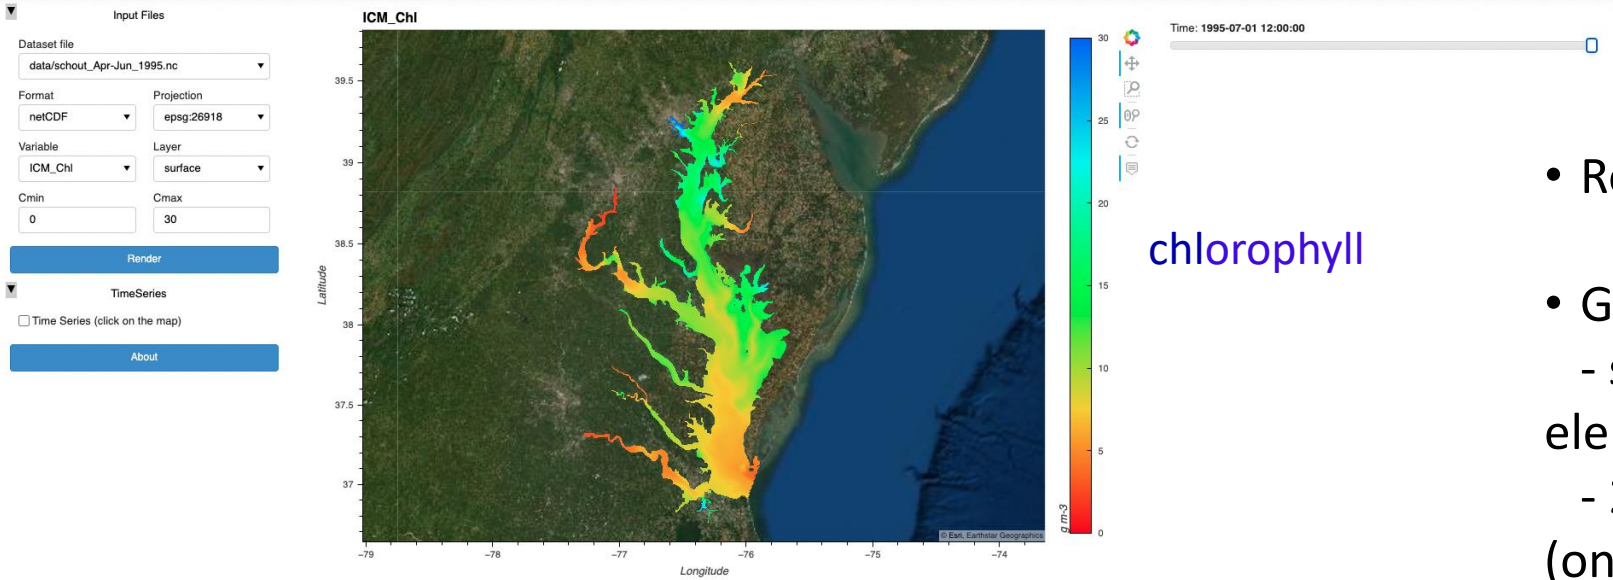 Input Files
Dataset file
data/schout_Apr-Jun_1995.nc
Format Projection
netCDF epsg:26918
Variable Layer
ICM_Chl surface
Cmin Cmax
0 30
Render
TimeSeries
Time Series (click on the map)
About
ICM_Chl
39.5
39
38.5
38
37.5
37
Latitude
-79 -78 -77 -76 -75 -74
Longitude
© Esri, Earthstar Geographics
30
25
20
15
10
5
0
g m-3
Time: 1995-07-01 12:00:00
chlorophyll
• R
• G
-
ele
-
(on